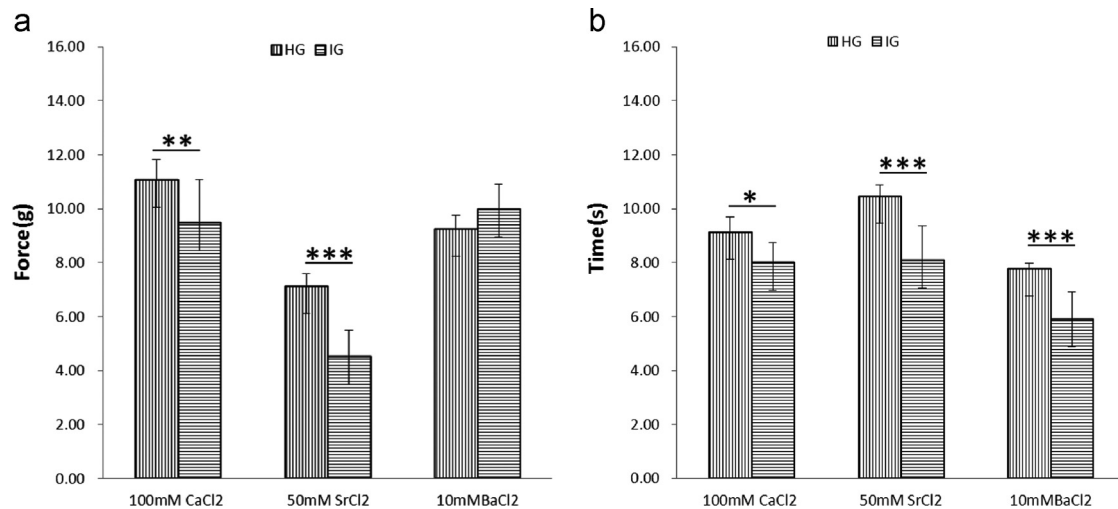 a
HG IG
16.00
14.00
12.00
10.00
8.00
6.00
4.00
2.00
0.00
Force(g)
**
***
100mM CaCl2 50mM SrCl2 10mMBaCl2
b
HG IG
16.00
14.00
12.00
10.00
8.00
6.00
4.00
2.00
0.00
Time(s)
*
***
***
100mM CaCl2 50mM SrCl2 10mMBaCl2